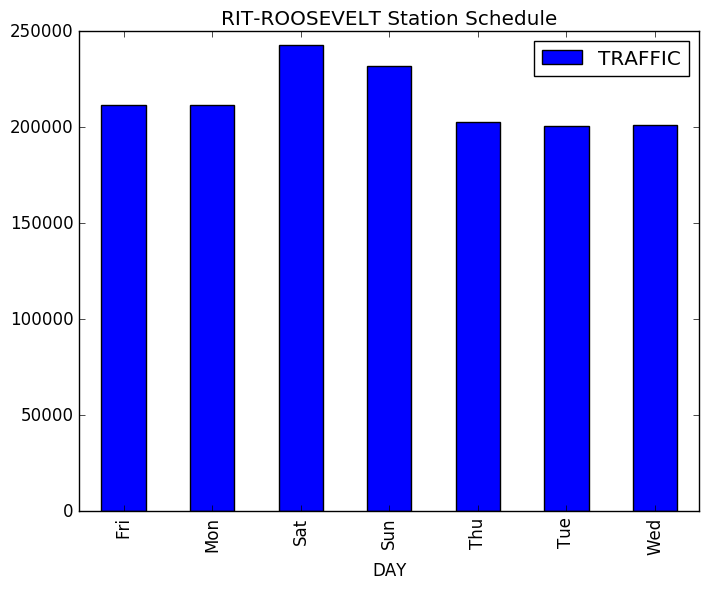 RIT-ROOSEVELT Station Schedule
TRAFFIC
250000
200000
150000
100000
50000
0
Fri
Mon
Sat
Sun
Thu
Tue
Wed
DAY